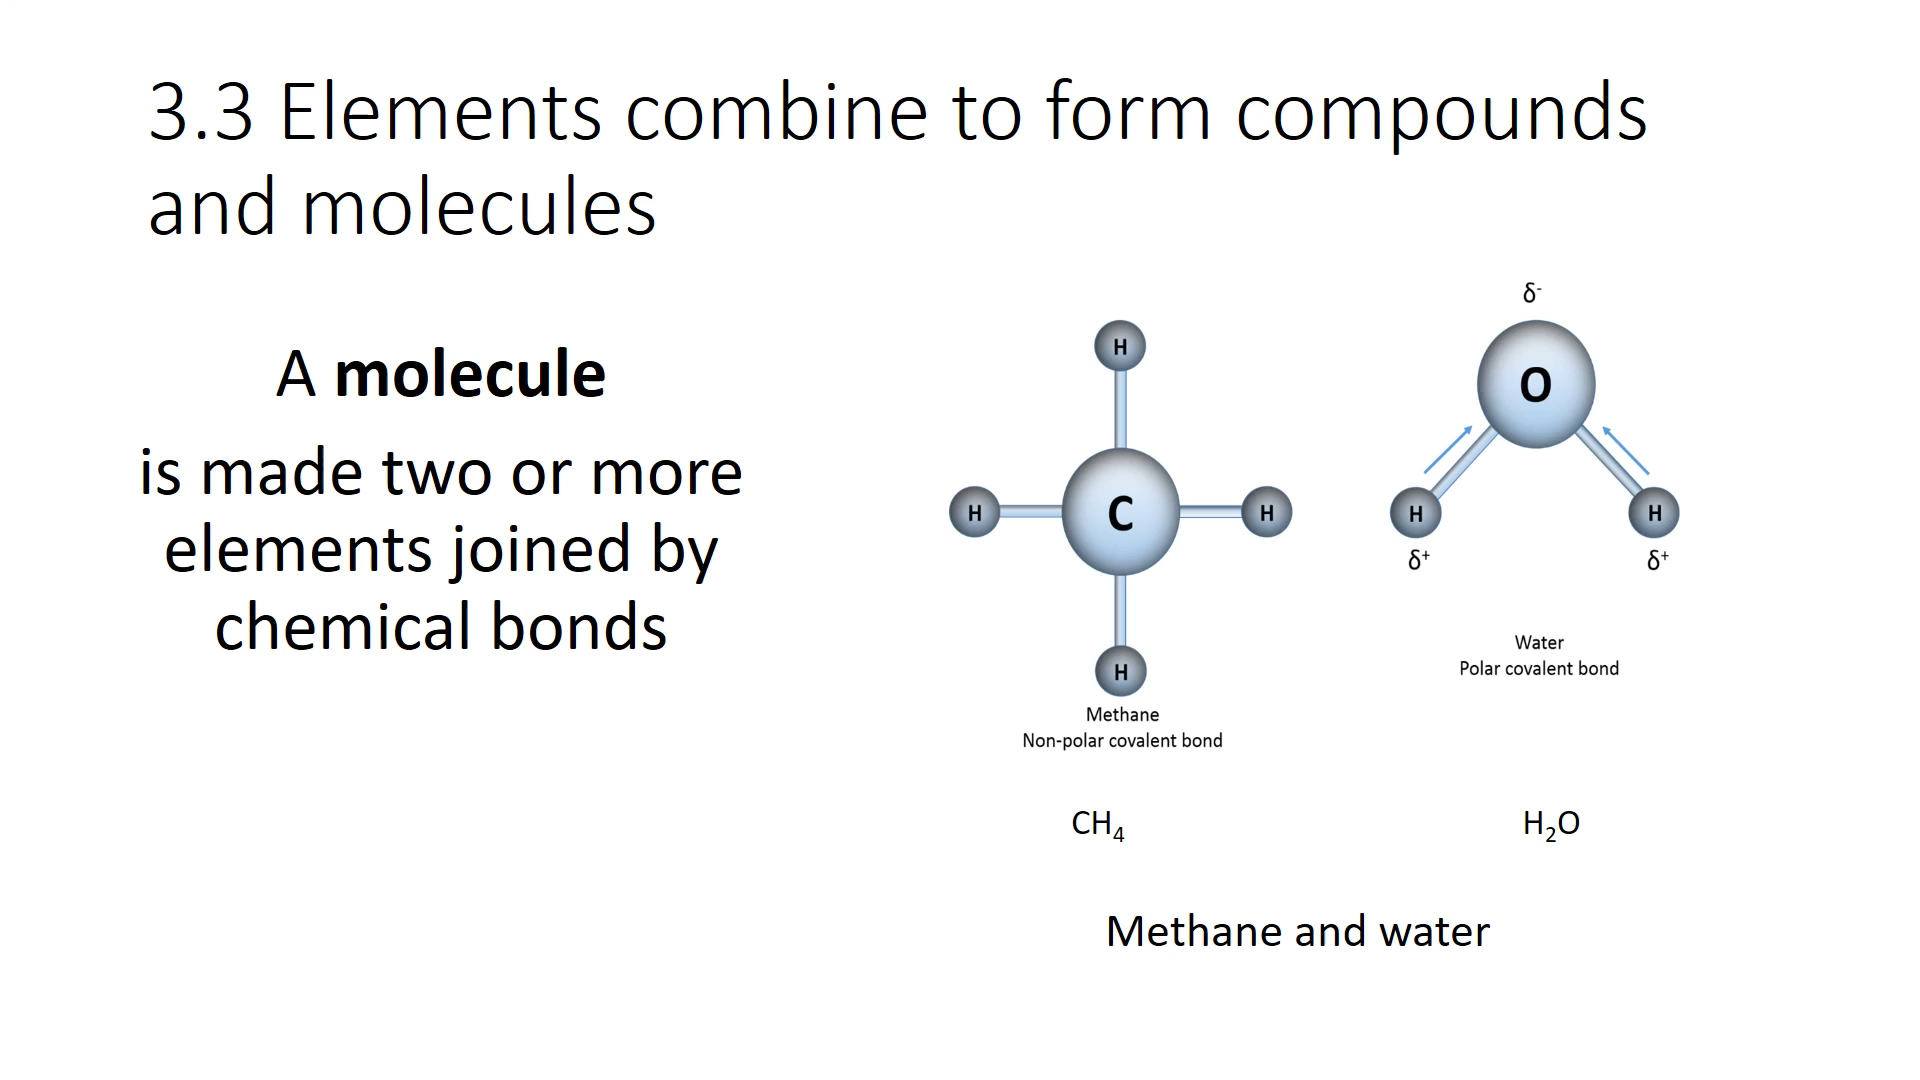 3.3 Elements combine to form compounds
and molecules
A molecule
is made two or more
elements joined by
chemical bonds
H
H C H
H
Methane
Non-polar covalent bond
CH₄
δ⁻
O
H H
δ⁺ δ⁺
Water
Polar covalent bond
H₂O
Methane and water